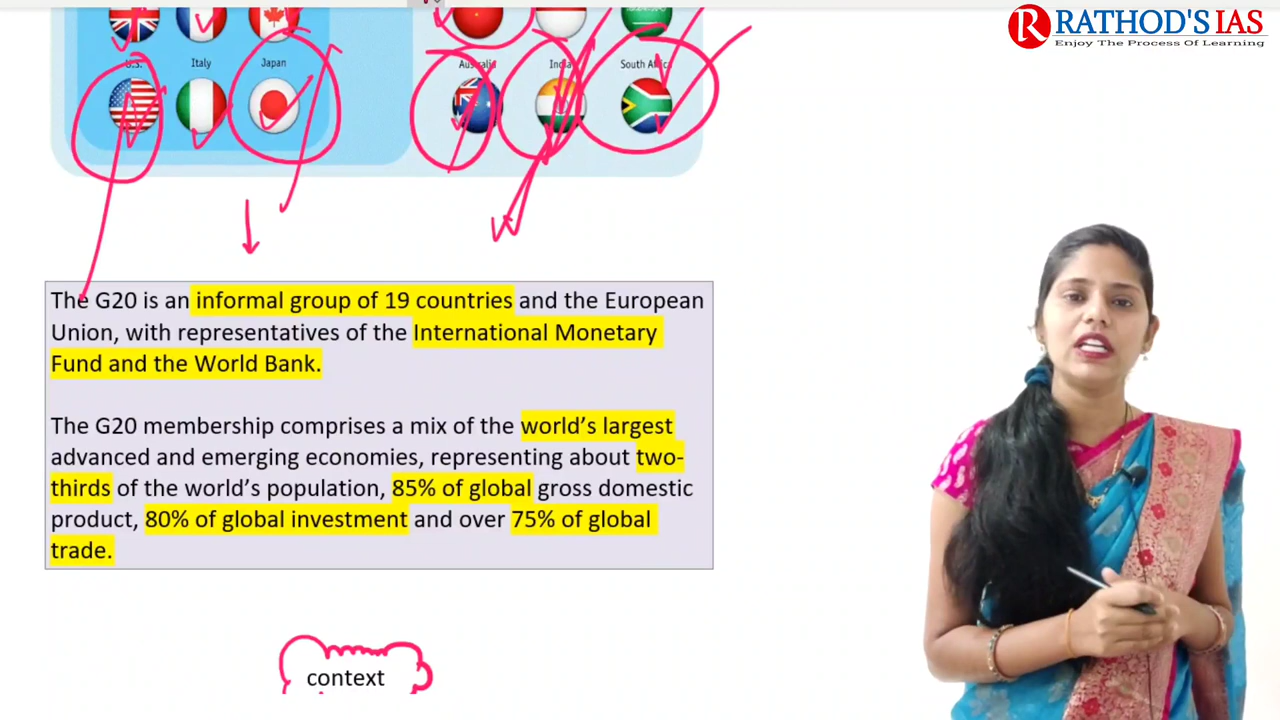 RATHOD'S IAS
Enjoy The Process Of Learning
R
U.S.
Italy
Japan
Australia
India
South Africa
The G20 is an informal group of 19 countries and the European
Union, with representatives of the International Monetary
Fund and the World Bank.
The G20 membership comprises a mix of the world's largest
advanced and emerging economies, representing about two-
thirds of the world's population, 85% of global gross domestic
product, 80% of global investment and over 75% of global
trade.
context